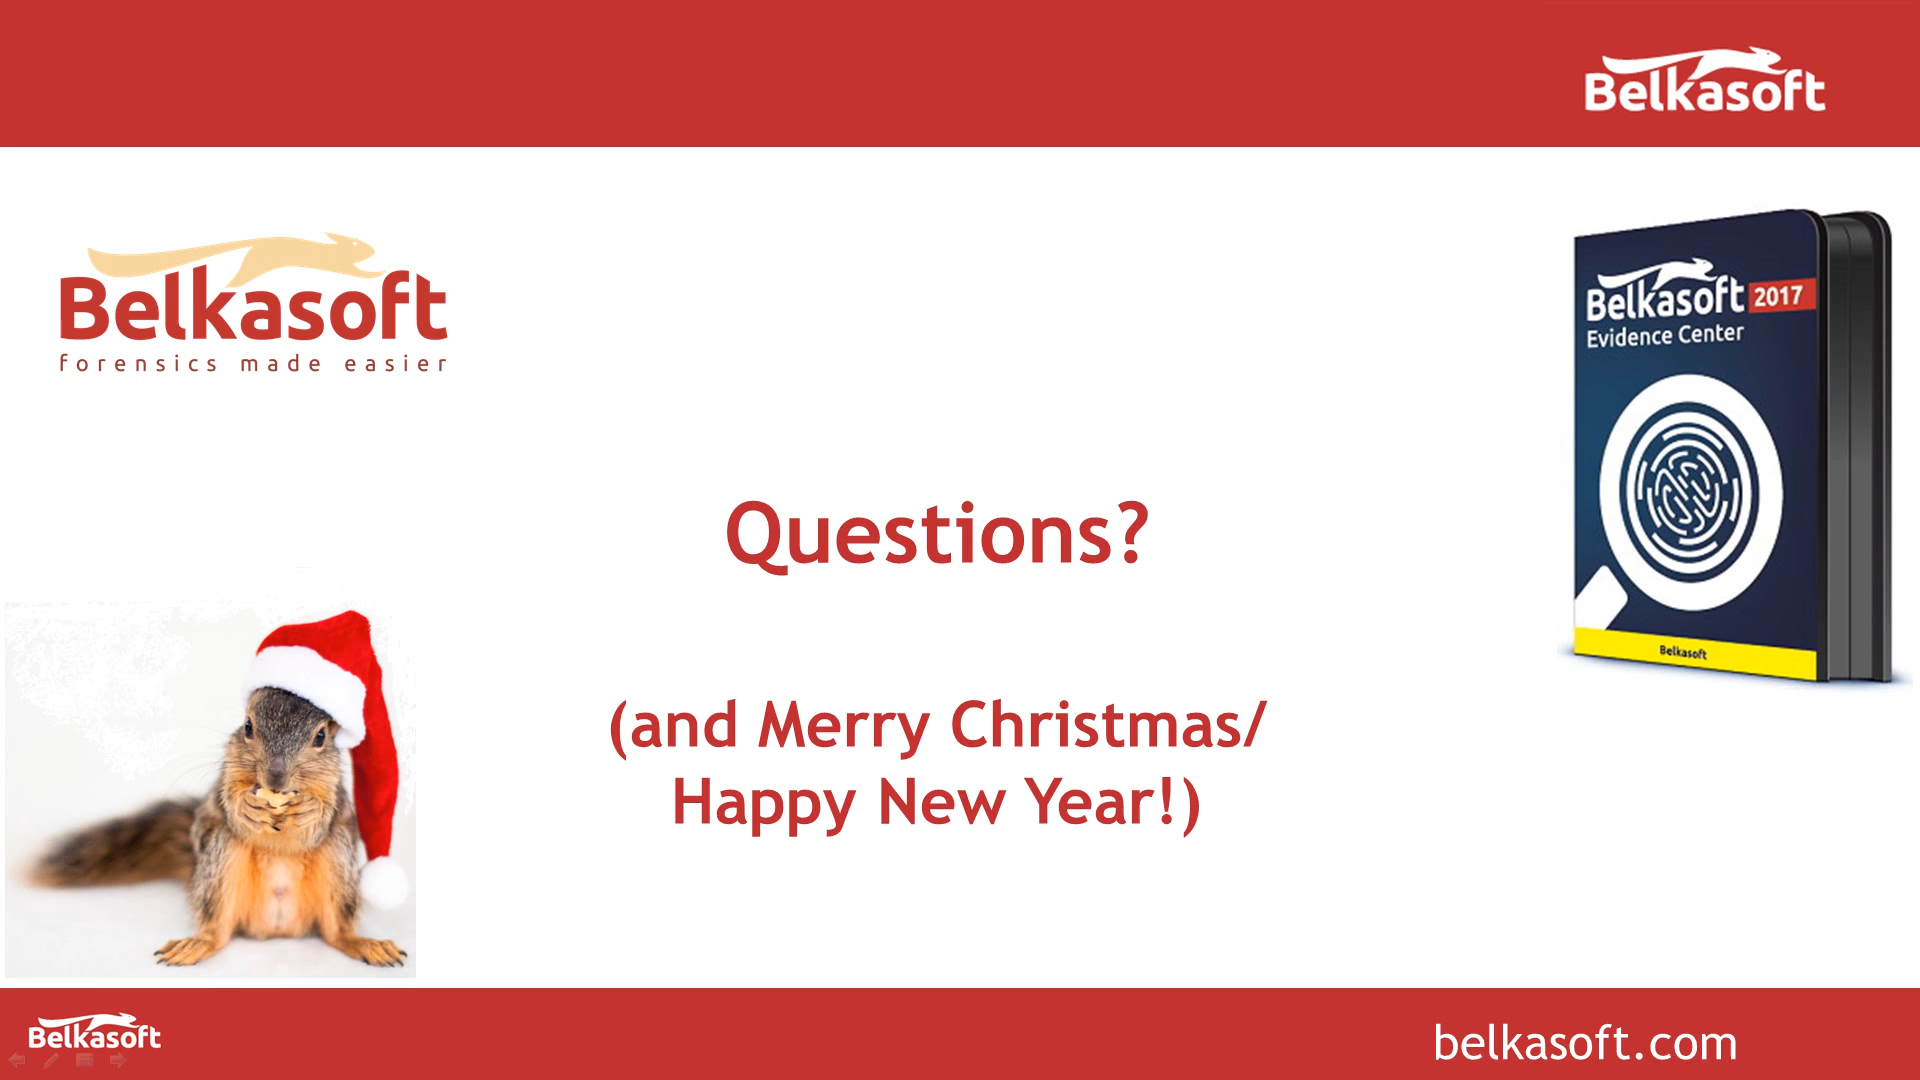 Belkasoft
Belkasoft
forensics made easier
Belkasoft 2017
Evidence Center
Belkasoft
Questions?
(and Merry Christmas/
Happy New Year!)
Belkasoft
belkasoft.com